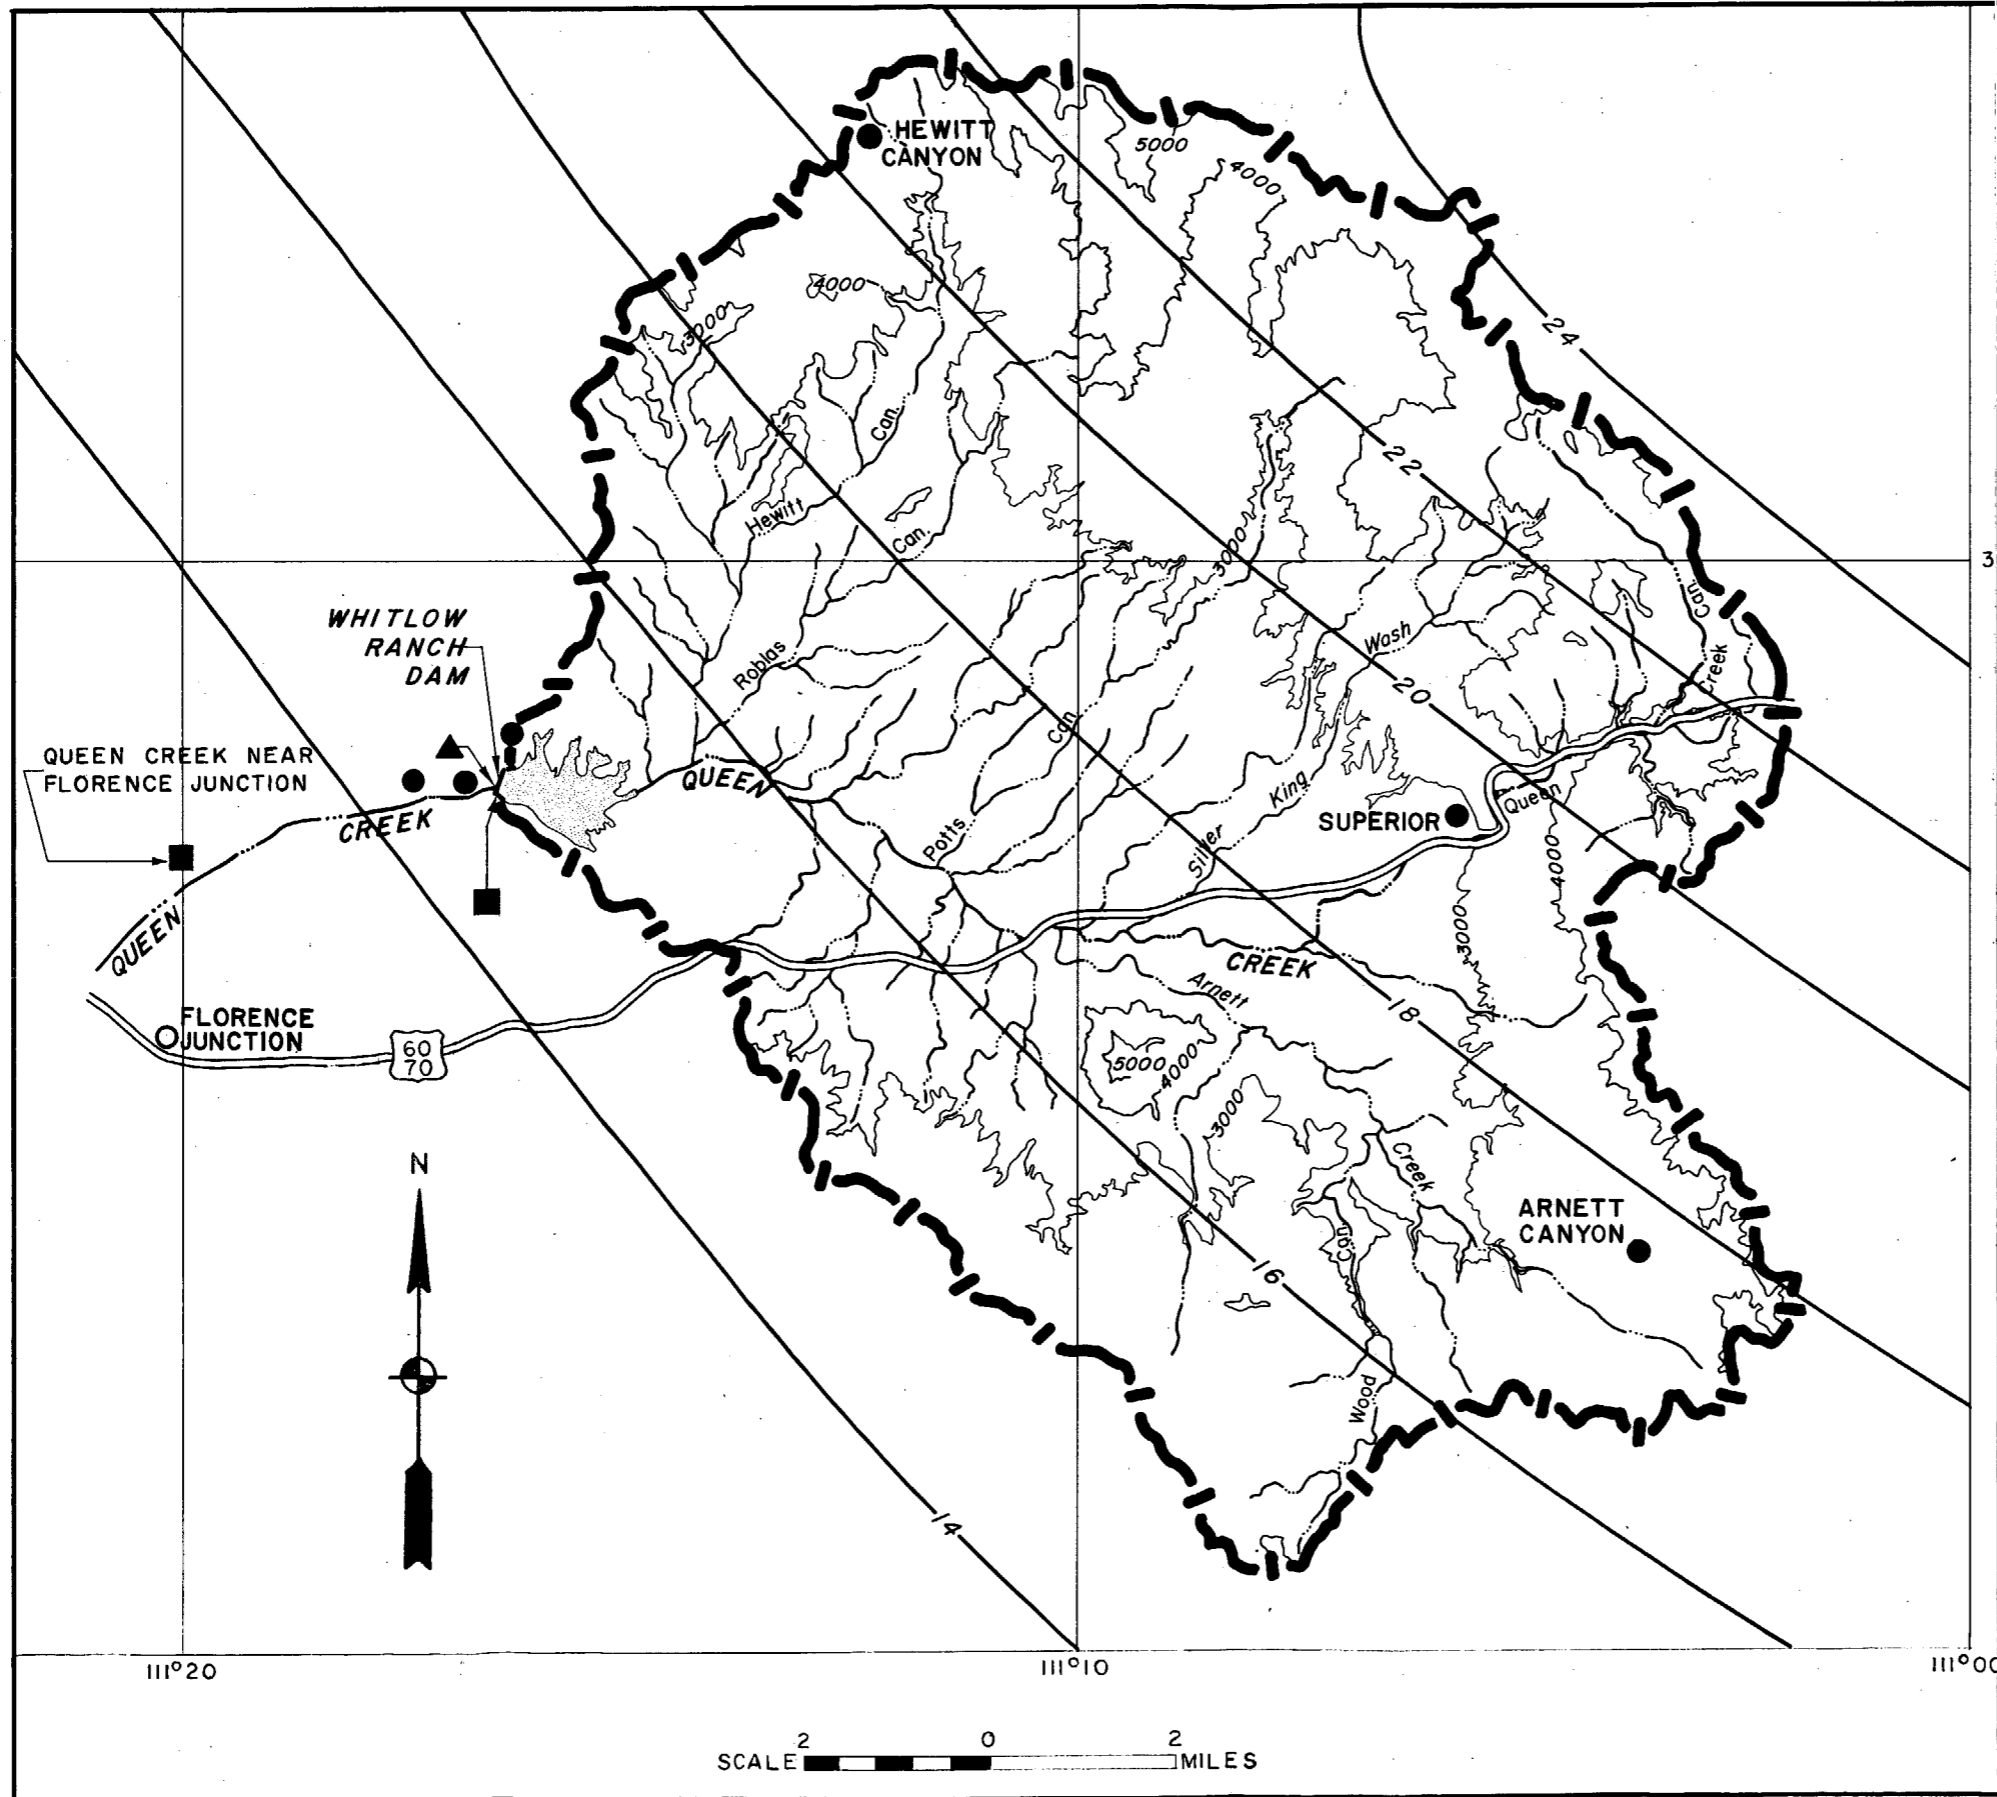 HEWITT
CANYON
5000
4000
4000
3000
24
Can.
22
Hewitt
Can.
3000
3
WHITLOW
RANCH
DAM
Can
Wash
Roblas
Creek
20
Can
QUEEN CREEK NEAR
FLORENCE JUNCTION
QUEEN
King
Queen
CREEK
SUPERIOR
Potts
Silver
4000
QUEEN
3000
CREEK
Arnett
18
FLORENCE
JUNCTION
60
70
5000
4000
3000
N
Creek
ARNETT
CANYON
Can
16
Wood
14
111°20
111°10
111°00
2 0 2
SCALE MILES